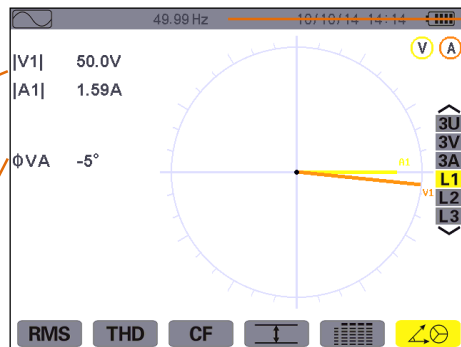 49.99 Hz 10/10/14 14:14
V A
|V1| 50.0V
|A1| 1.59A
ΦVA -5°
A1
V1
3U
3V
3A
L1
L2
L3
RMS THD CF